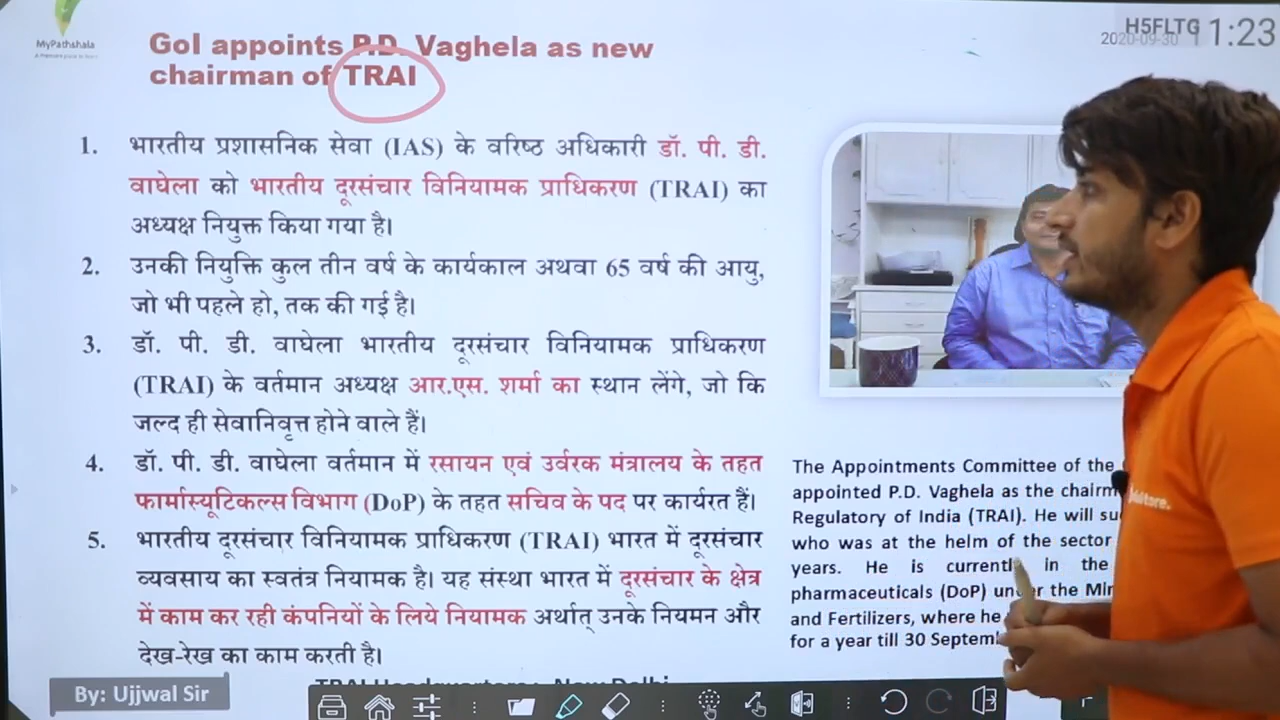 MyPathshala
GoI appoints P.D. Vaghela as new
chairman of TRAI
H5FLTG
2020-09-30
11:23
1. भारतीय प्रशासनिक सेवा (IAS) के वरिष्ठ अधिकारी डॉ. पी. डी.
वाघेला को भारतीय दूरसंचार विनियामक प्राधिकरण (TRAI) का
अध्यक्ष नियुक्त किया गया है।
2. उनकी नियुक्ति कुल तीन वर्ष के कार्यकाल अथवा 65 वर्ष की आयु,
जो भी पहले हो, तक की गई है।
3. डॉ. पी. डी. वाघेला भारतीय दूरसंचार विनियामक प्राधिकरण
(TRAI) के वर्तमान अध्यक्ष आर.एस. शर्मा का स्थान लेंगे, जो कि
जल्द ही सेवानिवृत्त होने वाले हैं।
4. डॉ. पी. डी. वाघेला वर्तमान में रसायन एवं उर्वरक मंत्रालय के तहत
फार्मास्यूटिकल्स विभाग (DoP) के तहत सचिव के पद पर कार्यरत हैं।
5. भारतीय दूरसंचार विनियामक प्राधिकरण (TRAI) भारत में दूरसंचार
व्यवसाय का स्वतंत्र नियामक है। यह संस्था भारत में दूरसंचार के क्षेत्र
में काम कर रही कंपनियों के लिये नियामक अर्थात् उनके नियमन और
देख-रेख का काम करती है।
The Appointments Committee of the
appointed P.D. Vaghela as the
Regulatory of India (TRAI). He will
who was at the helm of the sector
years. He is currently in the
pharmaceuticals (DoP) under the
and Fertilizers, where he
for a year till 30
TRAI Headquarters:- New Delhi
By: Ujjwal Sir